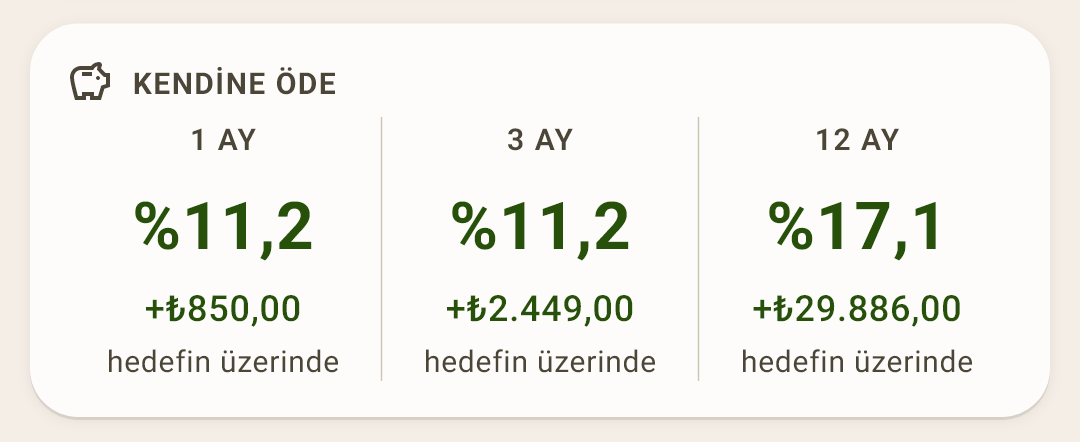 KENDİNE ÖDE
1 AY
%11,2
+₺850,00
hedefin üzerinde
3 AY
%11,2
+₺2.449,00
hedefin üzerinde
12 AY
%17,1
+₺29.886,00
hedefin üzerinde